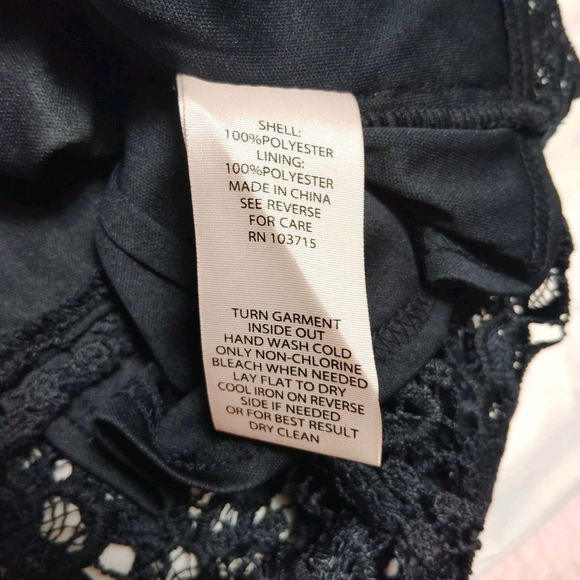 SHELL:
100%POLYESTER
LINING:
100%POLYESTER
MADE IN CHINA
SEE REVERSE
FOR CARE
RN 103715
TURN GARMENT
INSIDE OUT
HAND WASH COLD
ONLY NON-CHLORINE
BLEACH WHEN NEEDED
LAY FLAT TO DRY
COOL IRON ON REVERSE
SIDE IF NEEDED
OR FOR BEST RESULT
DRY CLEAN